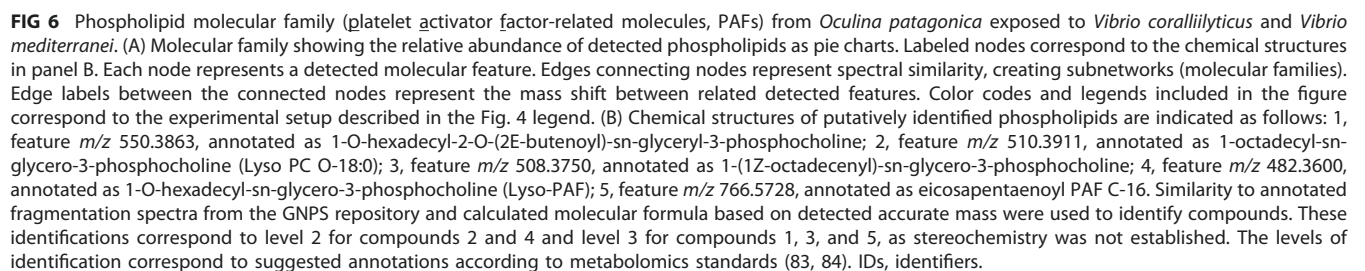 FIG 6 Phospholipid molecular family (platelet activator factor-related molecules, PAFs) from Oculina patagonica exposed to Vibrio coralliilyticus and Vibrio
mediterranei. (A) Molecular family showing the relative abundance of detected phospholipids as pie charts. Labeled nodes correspond to the chemical structures
in panel B. Each node represents a detected molecular feature. Edges connecting nodes represent spectral similarity, creating subnetworks (molecular families).
Edge labels between the connected nodes represent the mass shift between related detected features. Color codes and legends included in the figure
correspond to the experimental setup described in the Fig. 4 legend. (B) Chemical structures of putatively identified phospholipids are indicated as follows: 1,
feature m/z 550.3863, annotated as 1-O-hexadecyl-2-O-(2E-butenoyl)-sn-glyceryl-3-phosphocholine; 2, feature m/z 510.3911, annotated as 1-octadecyl-sn-
glycero-3-phosphocholine (Lyso PC O-18:0); 3, feature m/z 508.3750, annotated as 1-(1Z-octadecenyl)-sn-glycero-3-phosphocholine; 4, feature m/z 482.3600,
annotated as 1-O-hexadecyl-sn-glycero-3-phosphocholine (Lyso-PAF); 5, feature m/z 766.5728, annotated as eicosapentaenoyl PAF C-16. Similarity to annotated
fragmentation spectra from the GNPS repository and calculated molecular formula based on detected accurate mass were used to identify compounds. These
identifications correspond to level 2 for compounds 2 and 4 and level 3 for compounds 1, 3, and 5, as stereochemistry was not established. The levels of
identification correspond to suggested annotations according to metabolomics standards (83, 84). IDs, identifiers.